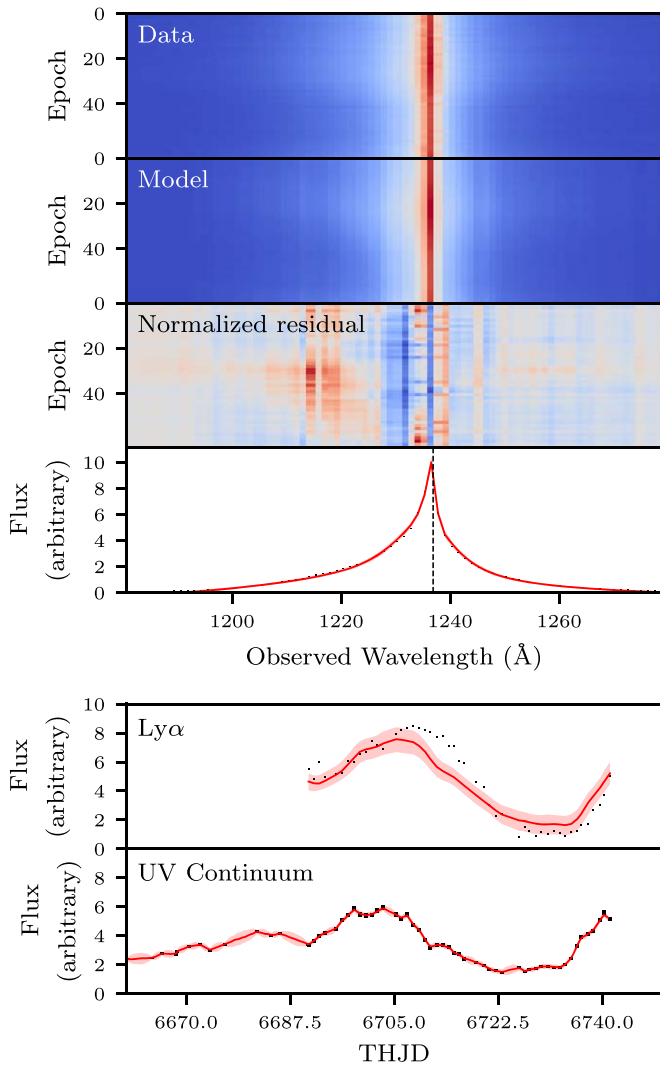 0
Data
20
Epoch
40
0
Model
20
Epoch
40
0
Normalized residual
20
Epoch
40
10
8
6
4
2
0
Flux
(arbitrary)
1200
1220
1240
1260
Observed Wavelength (Å)
10
Lyα
8
6
4
2
0
Flux
(arbitrary)
UV Continuum
8
6
4
2
0
Flux
(arbitrary)
6670.0
6687.5
6705.0
6722.5
6740.0
THJD